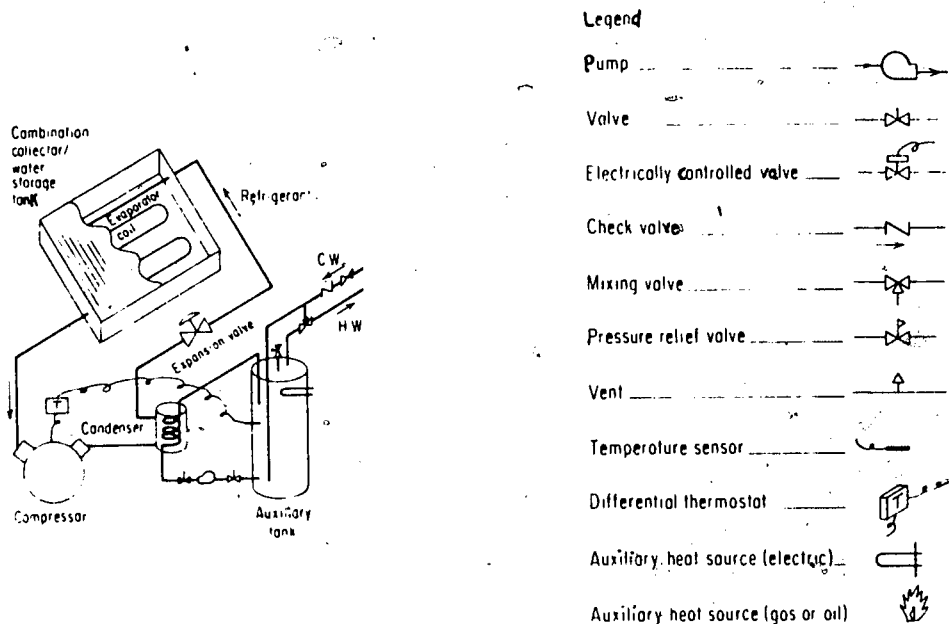 Combination
collector/
water
storage
tank
Evaporator
coil
Refrigerant
C W
H W
Expansion valve
T
Condenser
Compressor
Auxiliary
tank
Legend
Pump
Valve
Electrically controlled valve
Check valve
Mixing valve
Pressure relief valve
Vent
Temperature sensor
Differential thermostat
T
Auxiliary heat source (electric)
Auxiliary heat source (gas or oil)